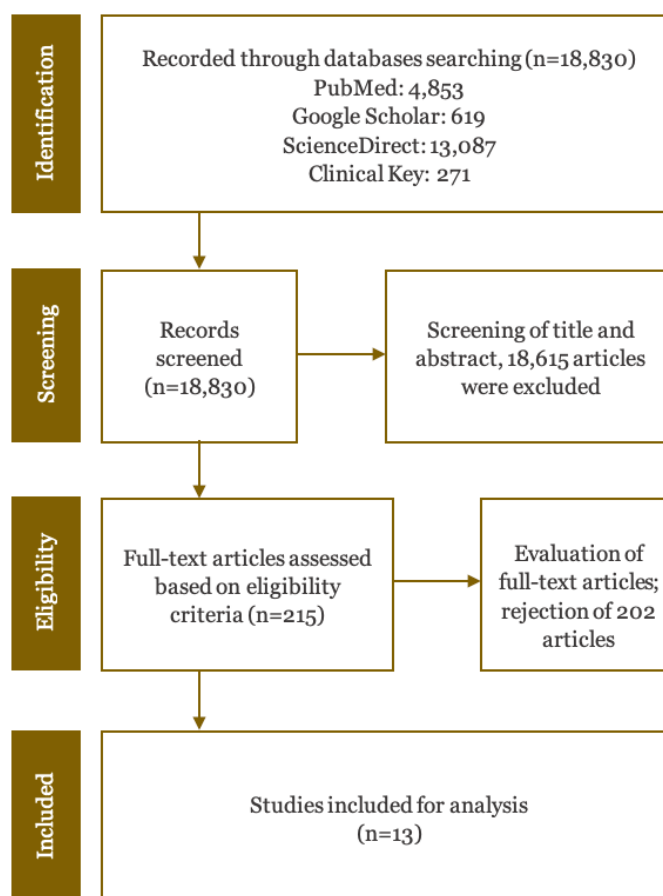 Identification
Recorded through databases searching (n=18,830)
PubMed: 4,853
Google Scholar: 619
ScienceDirect: 13,087
Clinical Key: 271
Screening
Records
screened
(n=18,830)
Screening of title and
abstract, 18,615 articles
were excluded
Eligibility
Full-text articles assessed
based on eligibility
criteria (n=215)
Evaluation of
full-text articles;
rejection of 202
articles
Included
Studies included for analysis
(n=13)